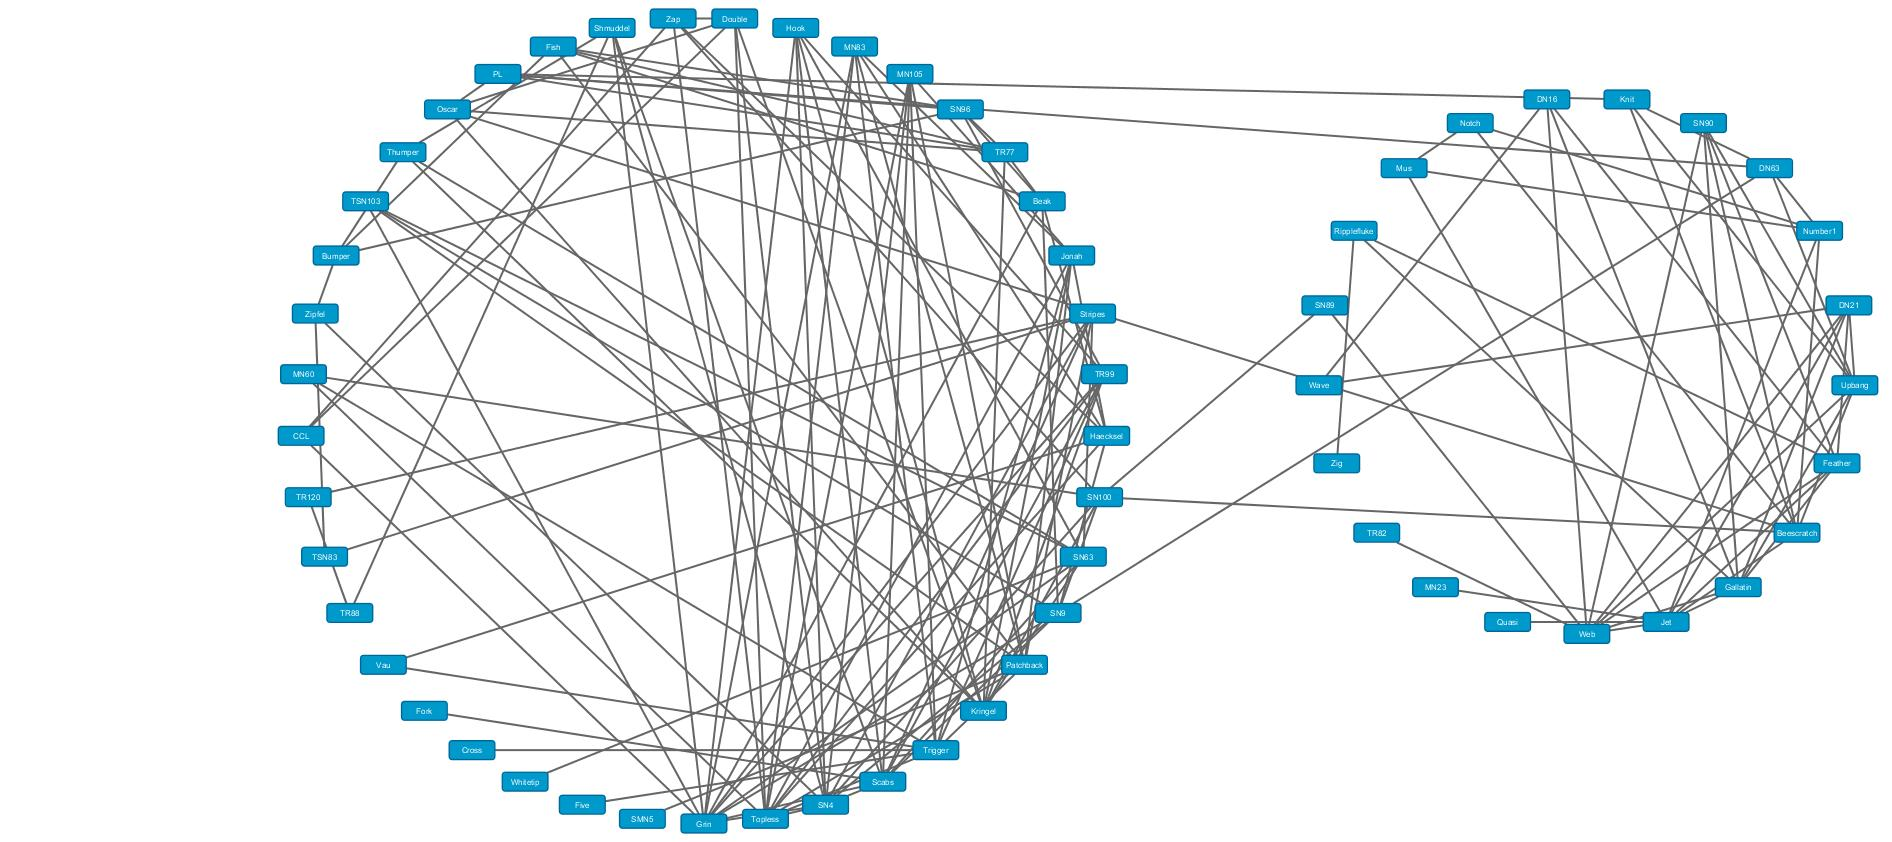 Zap
Double
Shmuddel
Hook
Fish
MN83
PL
MN105
Oscar
SN96
Thumper
TR77
TSN103
Beak
Bumper
Jonah
Zipfel
Stripes
MN60
TR99
CCL
Haecksel
TR120
SN100
TSN83
SN63
TR88
SN9
Vau
Patchback
Fork
Kringel
Cross
Trigger
Whitetip
Scabs
Five
SN4
SMN5
Topless
Grin
DN16
Knit
Notch
SN90
Mus
DN63
Ripplefluke
Number1
SN89
DN21
Wave
Upbang
Zig
Feather
TR82
Beescratch
MN23
Gallatin
Quasi
Jet
Web